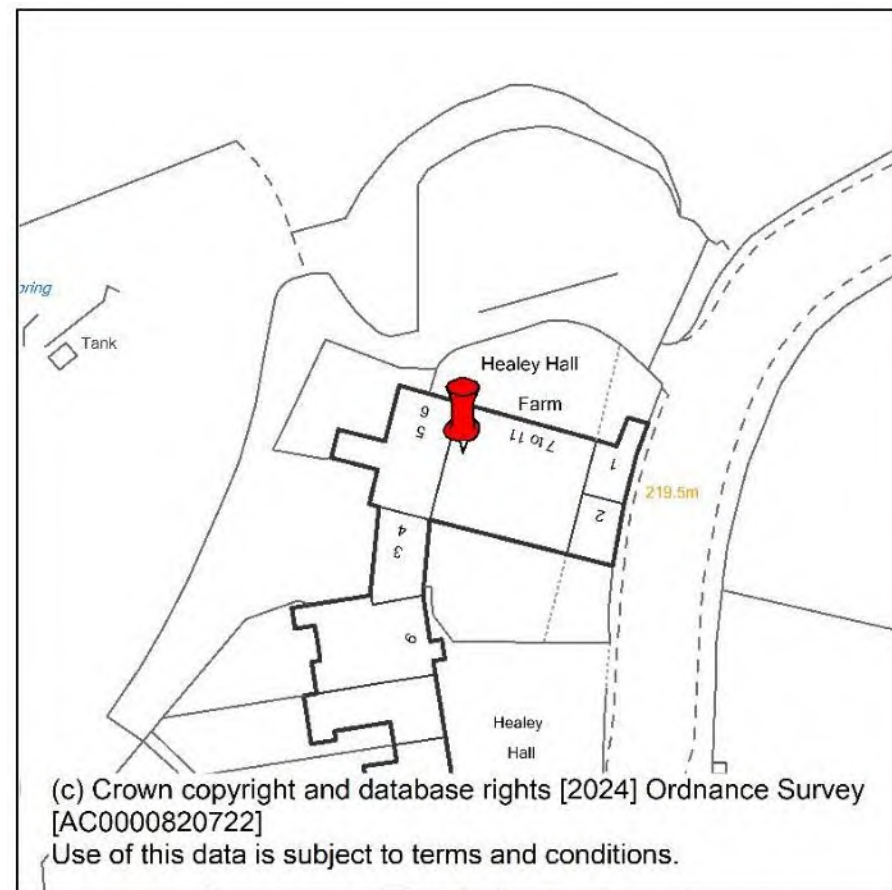 pring
Tank
Healey Hall
Farm
6
5
7 to 11
1
2
219.5m
4
3
Healey
Hall
(c) Crown copyright and database rights [2024] Ordnance Survey
[AC0000820722]
Use of this data is subject to terms and conditions.